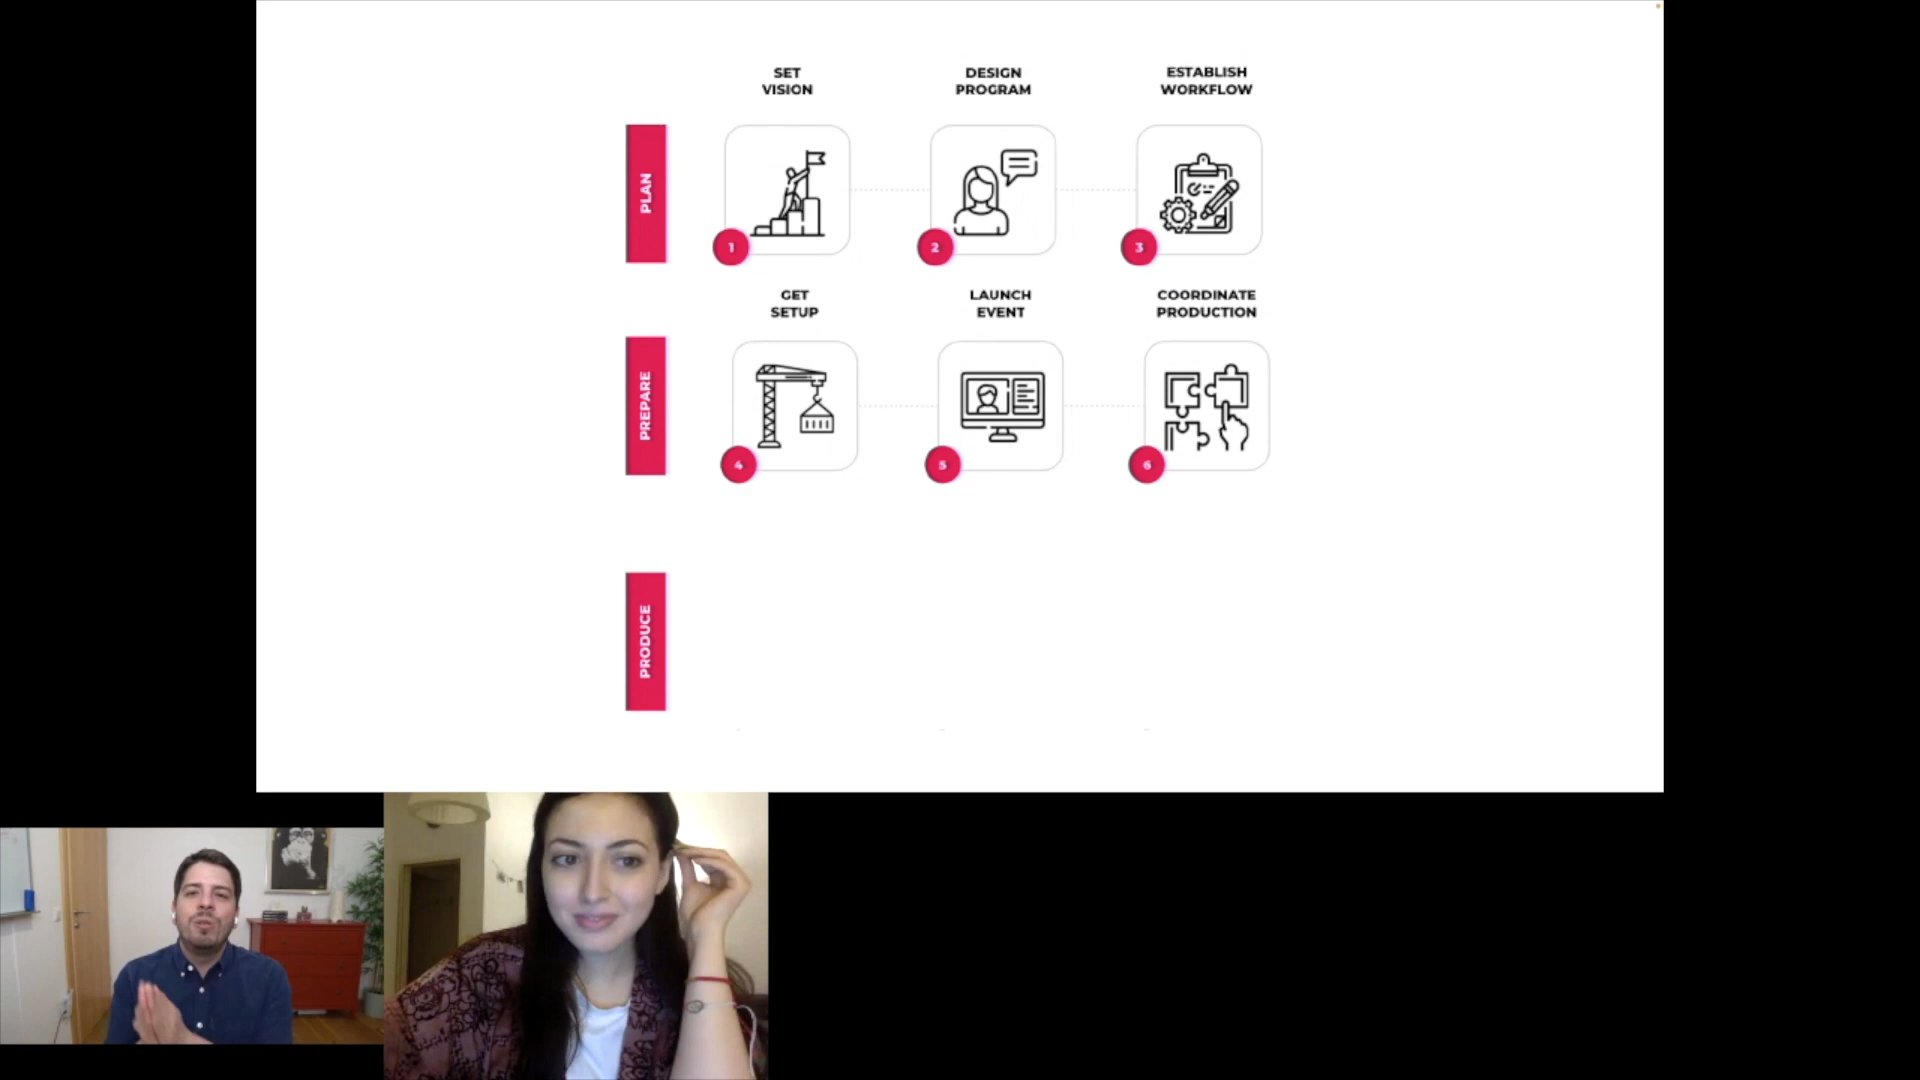 SET
VISION
DESIGN
PROGRAM
ESTABLISH
WORKFLOW
PLAN
1
2
3
GET
SETUP
LAUNCH
EVENT
COORDINATE
PRODUCTION
PREPARE
4
5
6
PRODUCE